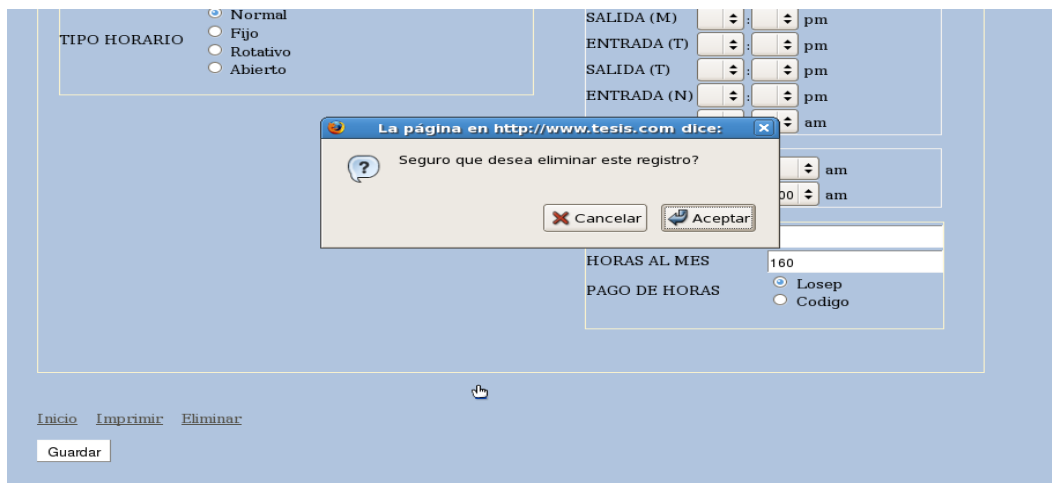 Normal
TIPO HORARIO
Fijo
Rotativo
Abierto
SALIDA (M) : pm
ENTRADA (T) : pm
SALIDA (T) : pm
ENTRADA (N) : pm
am
La página en http://www.tesis.com dice:
Seguro que desea eliminar este registro?
Cancelar Aceptar
am
00 am
HORAS AL MES 160
PAGO DE HORAS
Losep
Codigo
Inicio Imprimir Eliminar
Guardar